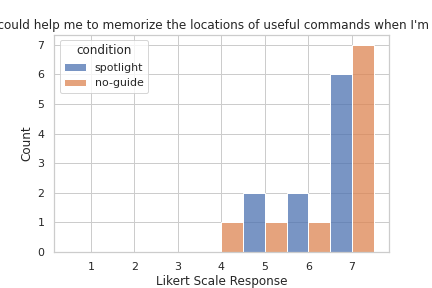 could help me to memorize the locations of useful commands when I'm
condition
spotlight
no-guide
7
6
5
4
3
2
1
0
Count
1 2 3 4 5 6 7
Likert Scale Response